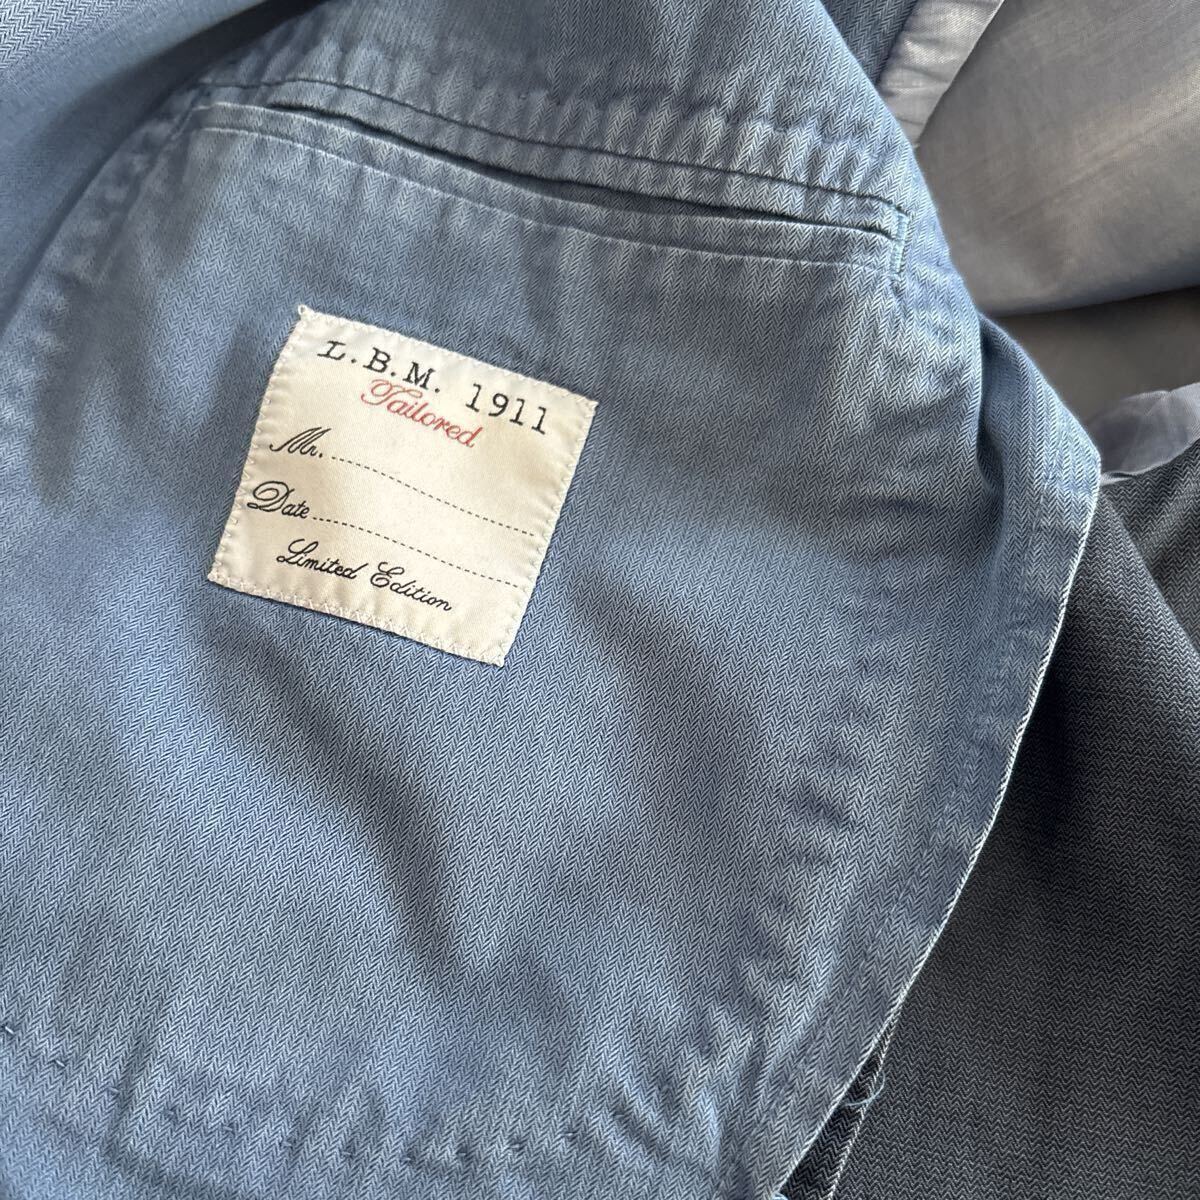 L.B.M. 1911
Tailored
Mr.
Date
Limited Edition